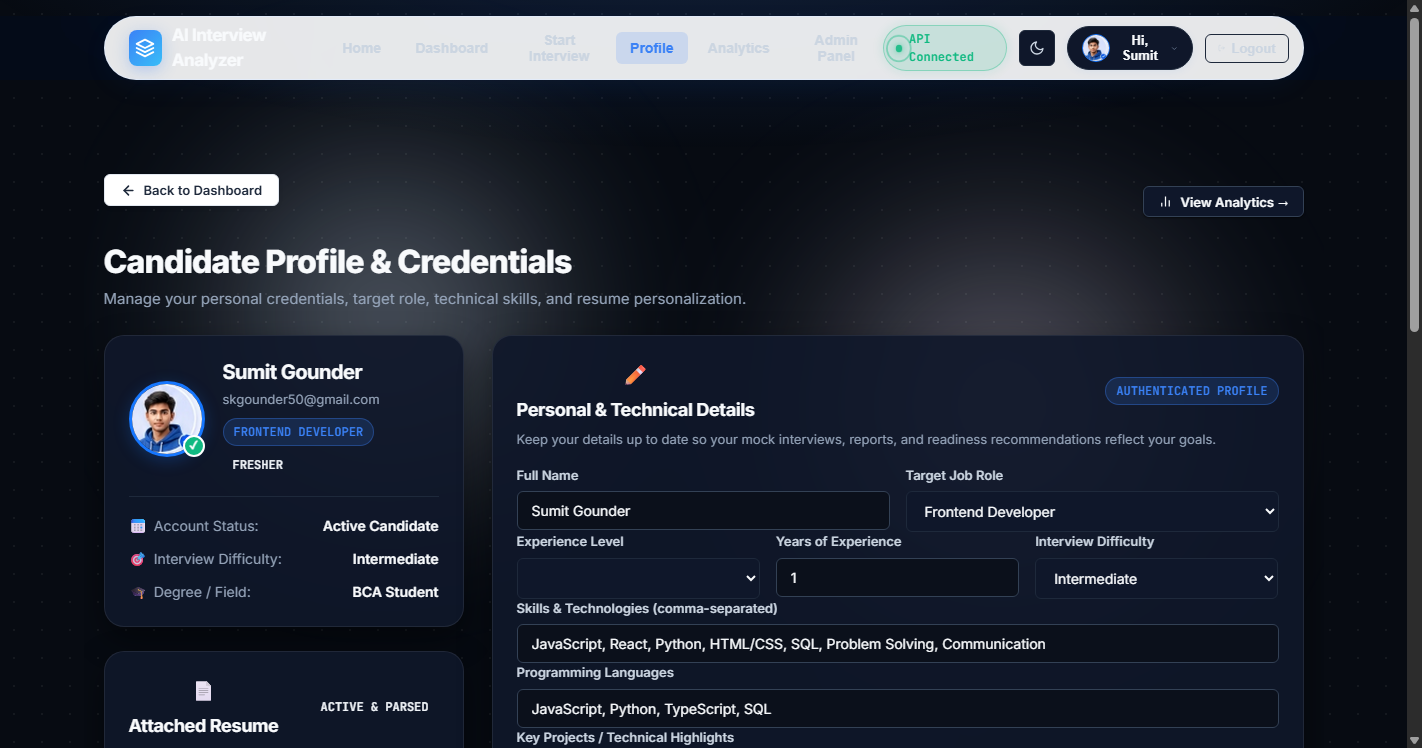 AI Interview
Analyzer
Home
Dashboard
Start
Interview
Profile
Analytics
Admin
Panel
API
Connected
Hi,
Sumit
Logout
← Back to Dashboard
View Analytics →
Candidate Profile & Credentials
Manage your personal credentials, target role, technical skills, and resume personalization.
Sumit Gounder
skgounder50@gmail.com
FRONTEND DEVELOPER
FRESHER
Account Status: Active Candidate
Interview Difficulty: Intermediate
Degree / Field: BCA Student
Attached Resume
ACTIVE & PARSED
Personal & Technical Details
AUTHENTICATED PROFILE
Keep your details up to date so your mock interviews, reports, and readiness recommendations reflect your goals.
Full Name
Sumit Gounder
Target Job Role
Frontend Developer
Experience Level
Years of Experience
1
Interview Difficulty
Intermediate
Skills & Technologies (comma-separated)
JavaScript, React, Python, HTML/CSS, SQL, Problem Solving, Communication
Programming Languages
JavaScript, Python, TypeScript, SQL
Key Projects / Technical Highlights